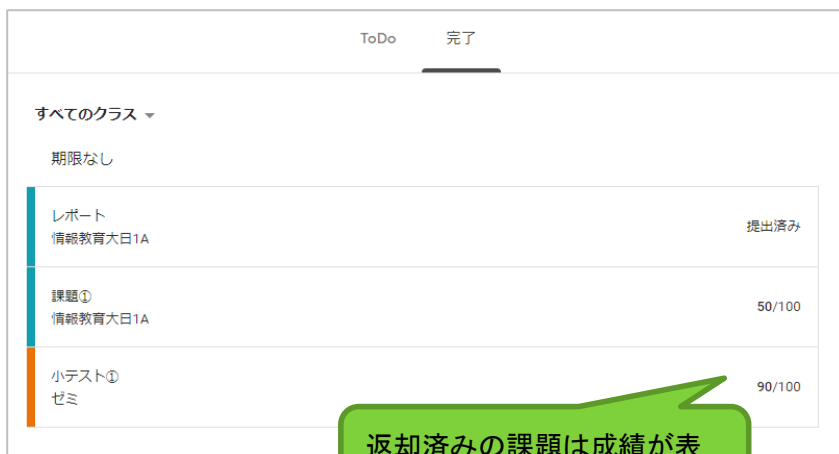 ToDo 完了
すべてのクラス
期限なし
レポート
情報教育大日1A
提出済み
課題①
情報教育大日1A
50/100
小テスト①
ゼミ
90/100
返却済みの課題は成績が表